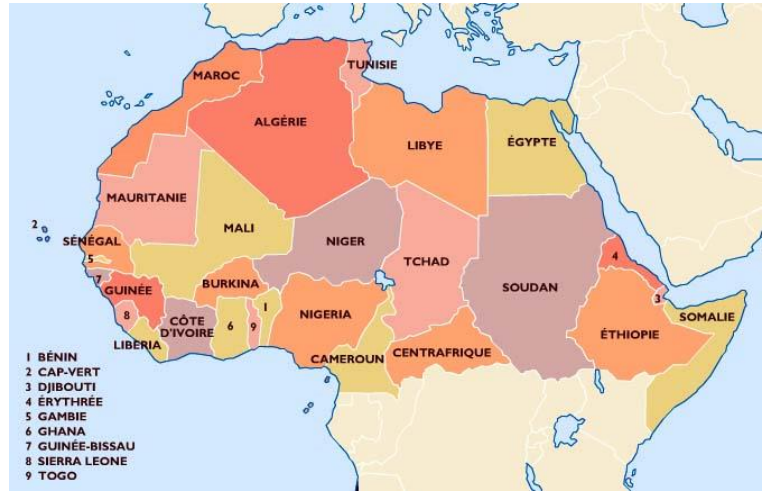 TUNISIE
MAROC
ALGÉRIE
LIBYE
ÉGYPTE
MAURITANIE
2
MALI
SÉNÉGAL
NIGER
5
TCHAD
4
7
BURKINA
SOUDAN
GUINÉE
3
1
SOMALIE
8
CÔTE
D'IVOIRE
6
9
NIGERIA
ÉTHIOPIE
LIBERIA
CAMEROUN
CENTRAFRIQUE
1 BÉNIN
2 CAP-VERT
3 DJIBOUTI
4 ÉRYTHRÉE
5 GAMBIE
6 GHANA
7 GUINÉE-BISSAU
8 SIERRA LEONE
9 TOGO